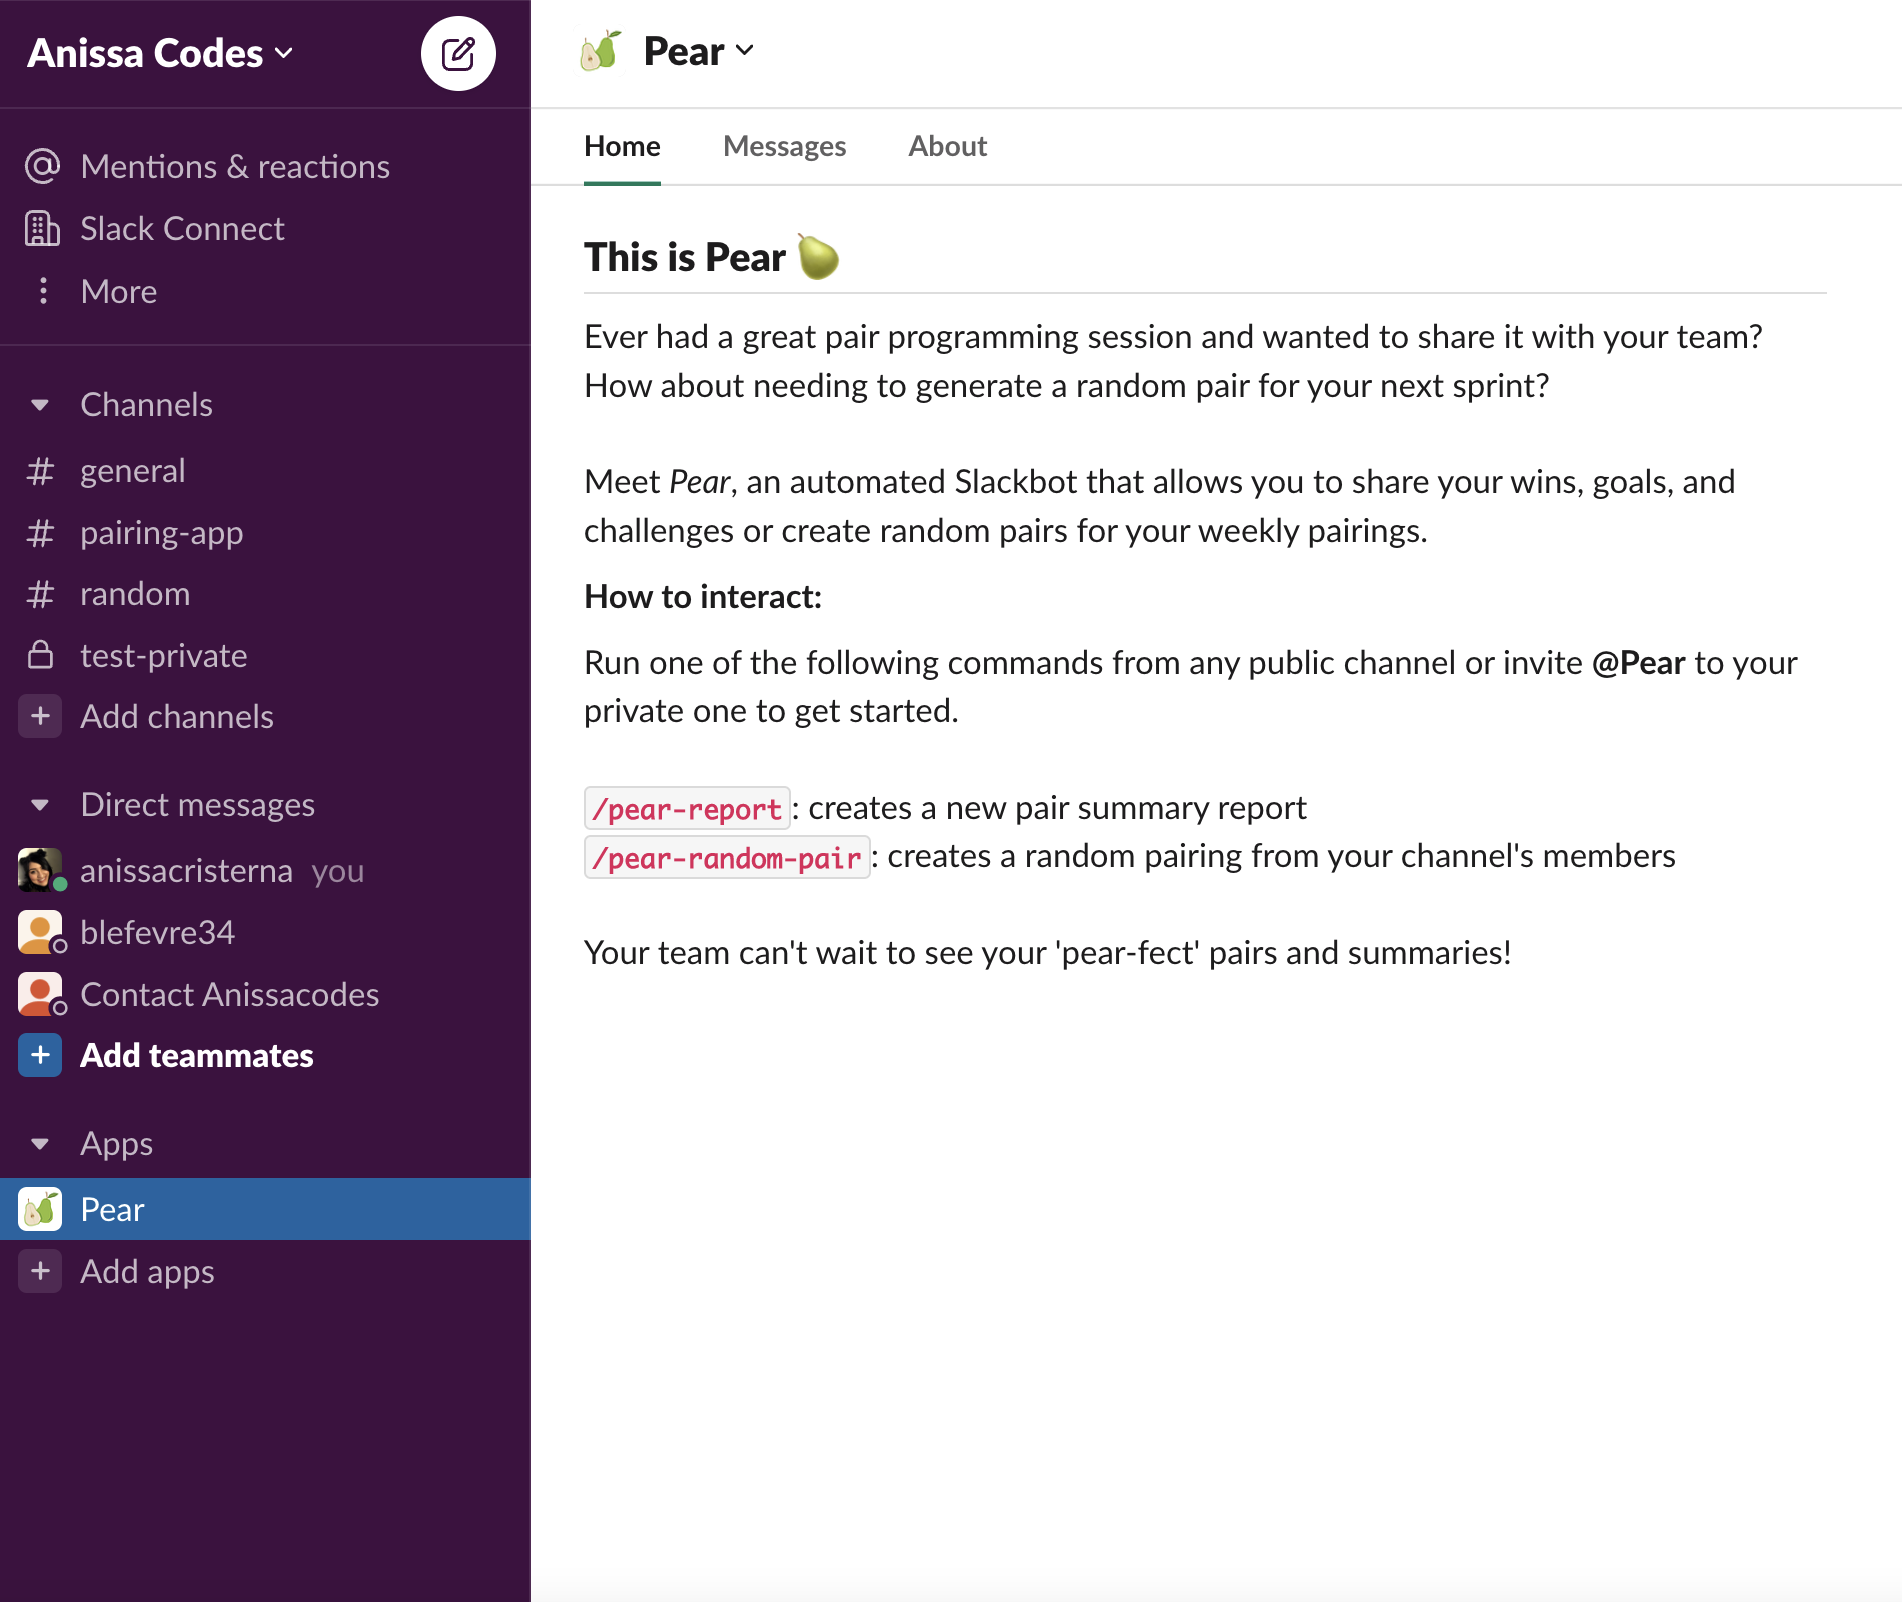 Anissa Codes
Mentions & reactions
Slack Connect
More
Channels
# general
# pairing-app
# random
test-private
+ Add channels
Direct messages
anissacristerna you
blefevre34
Contact Anissacodes
+ Add teammates
Apps
Pear
+ Add apps
Pear
Home Messages About
This is Pear 🍐
Ever had a great pair programming session and wanted to share it with your team?
How about needing to generate a random pair for your next sprint?
Meet Pear, an automated Slackbot that allows you to share your wins, goals, and
challenges or create random pairs for your weekly pairings.
How to interact:
Run one of the following commands from any public channel or invite @Pear to your
private one to get started.
/pear-report: creates a new pair summary report
/pear-random-pair: creates a random pairing from your channel's members
Your team can't wait to see your 'pear-fect' pairs and summaries!